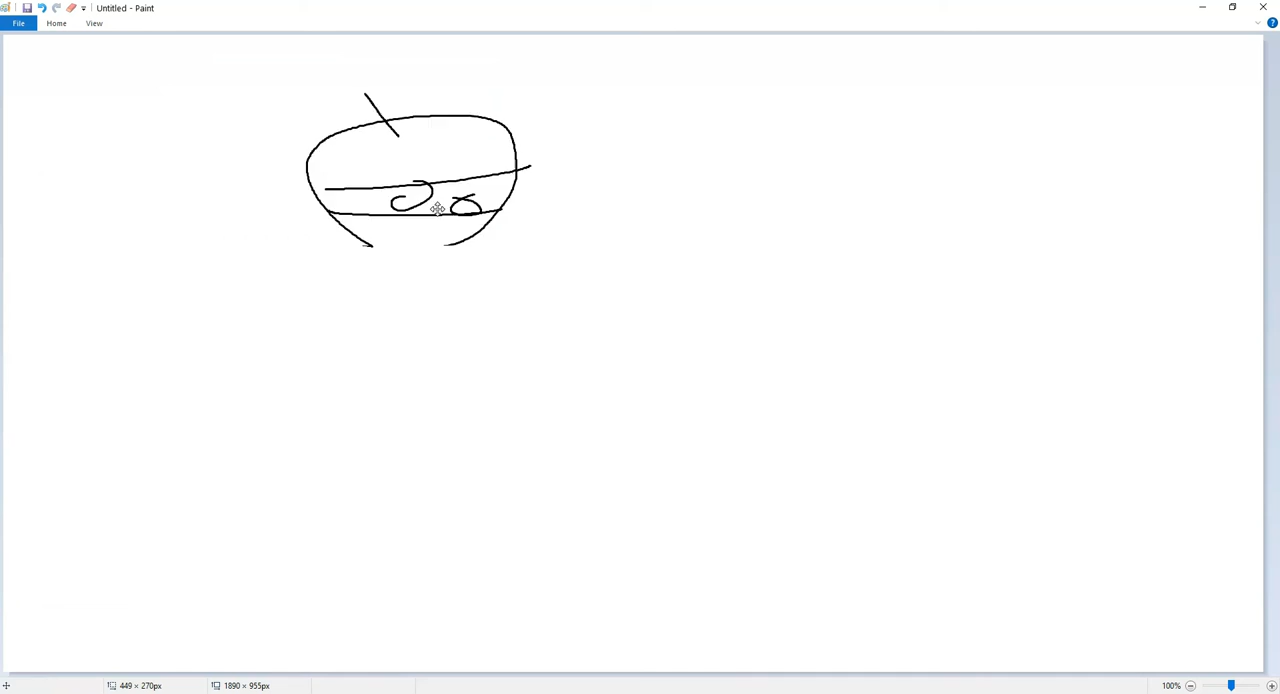 Untitled - Paint
File Home View
449 × 270px 1890 × 955px 100%